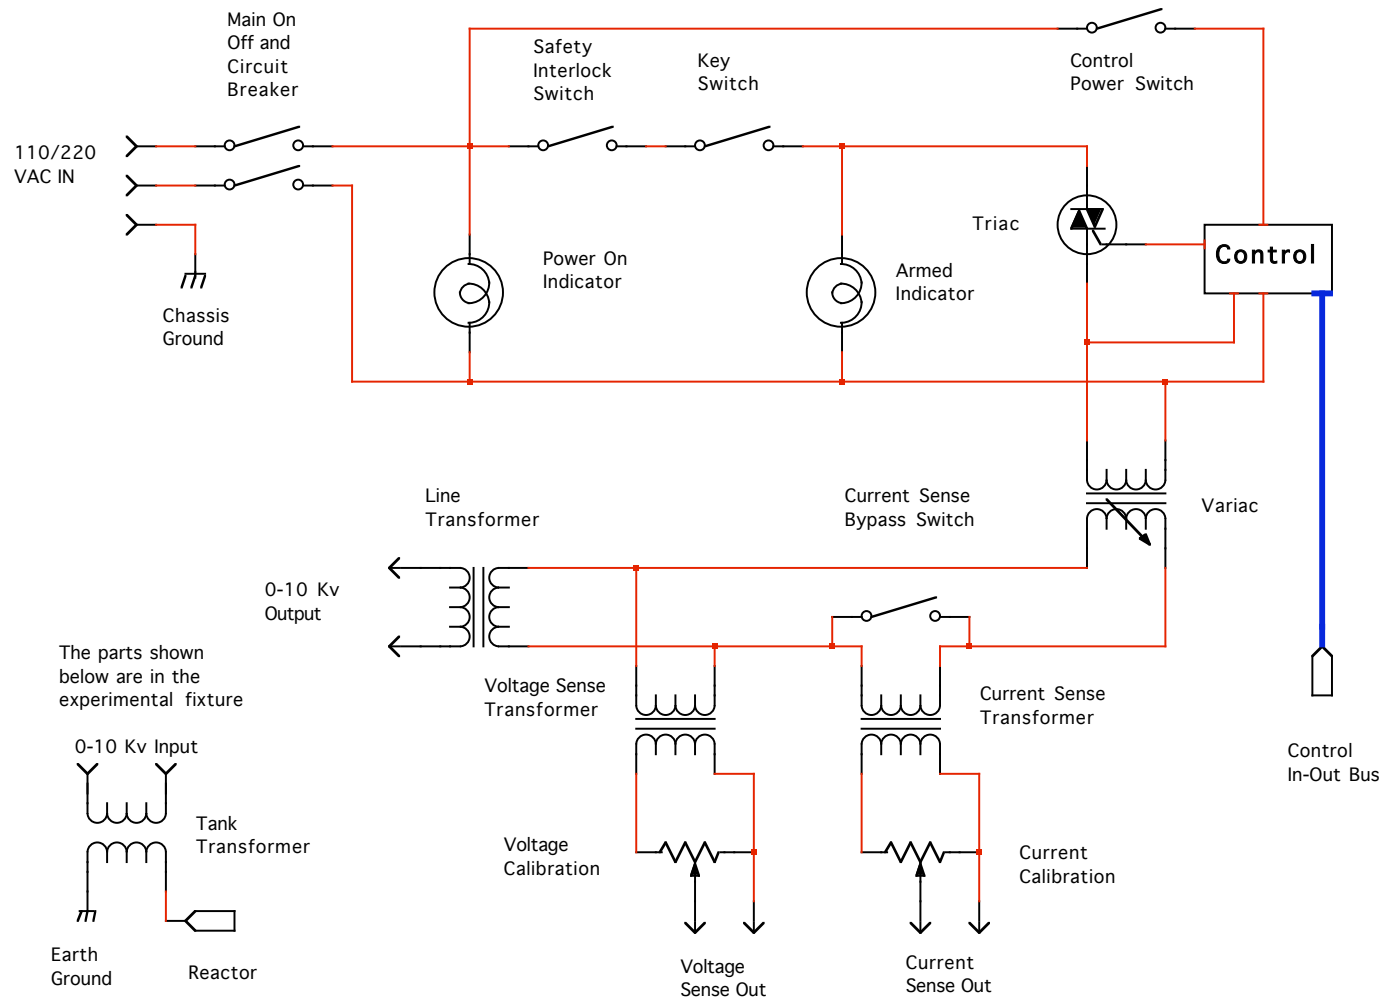 Main On
Off and
Circuit
Breaker
Safety
Interlock
Switch
Key
Switch
Control
Power Switch
110/220
VAC IN
Triac
Control
Power On
Indicator
Armed
Indicator
Chassis
Ground
Line
Transformer
Current Sense
Bypass Switch
Variac
0-10 Kv
Output
The parts shown
below are in the
experimental fixture
Voltage Sense
Transformer
Current Sense
Transformer
0-10 Kv Input
Control
In-Out Bus
Tank
Transformer
Voltage
Calibration
Current
Calibration
Earth
Ground
Reactor
Voltage
Sense Out
Current
Sense Out